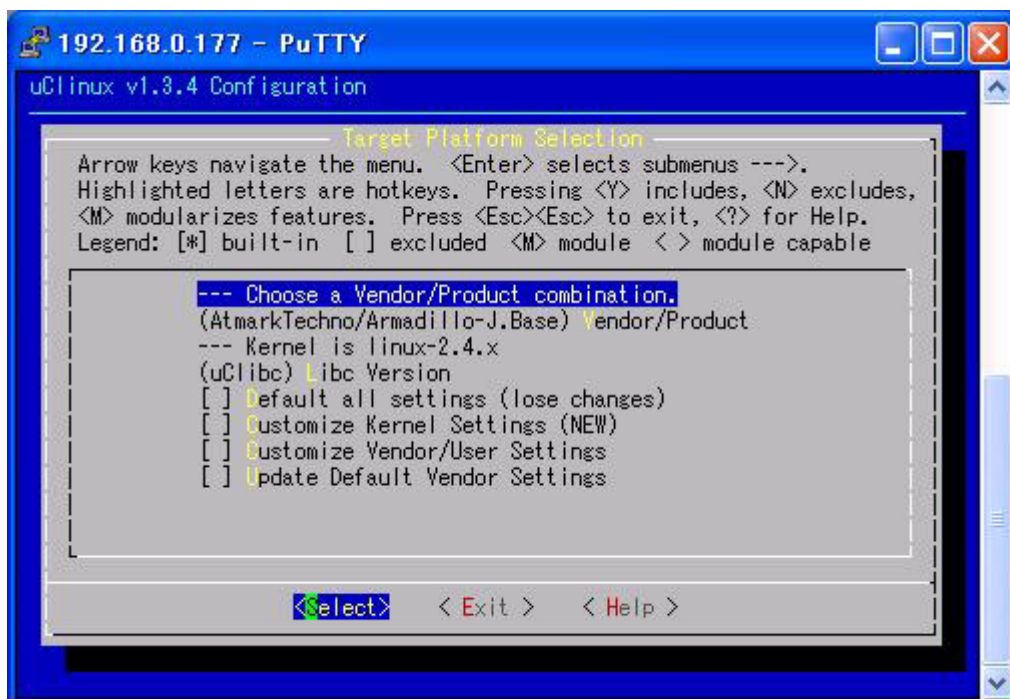 192.168.0.177 - PuTTY
uClinux v1.3.4 Configuration
Target Platform Selection
Arrow keys navigate the menu.  <Enter> selects submenus --->.
Highlighted letters are hotkeys.  Pressing <Y> includes, <N> excludes,
<M> modularizes features.  Press <Esc><Esc> to exit, <?> for Help.
Legend: [*] built-in  [ ] excluded  <M> module  < > module capable
--- Choose a Vendor/Product combination.
(AtmarkTechno/Armadillo-J.Base) Vendor/Product
--- Kernel is linux-2.4.x
(uClibc) Libc Version
[ ] Default all settings (lose changes)
[ ] Customize Kernel Settings (NEW)
[ ] Customize Vendor/User Settings
[ ] Update Default Vendor Settings
<Select>    < Exit >    < Help >